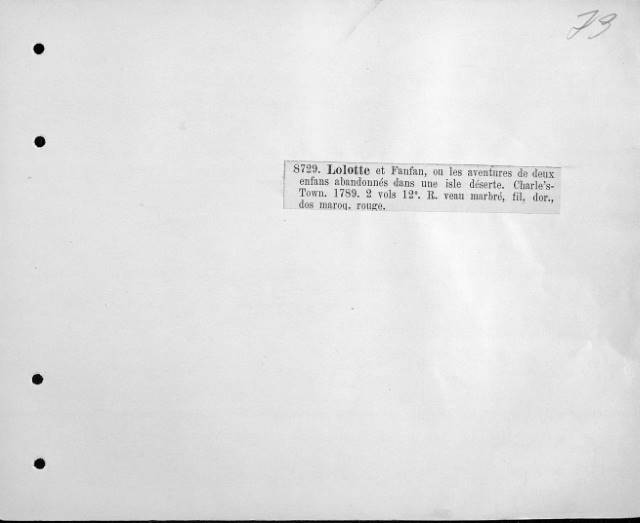 73
8729. Lolotte et Fanfan, ou les aventures de deux
enfans abandonnés dans une isle déserte. Charle's-
Town. 1789. 2 vols 12°. R. veau marbré, fil. dor.,
dos maroq. rouge.